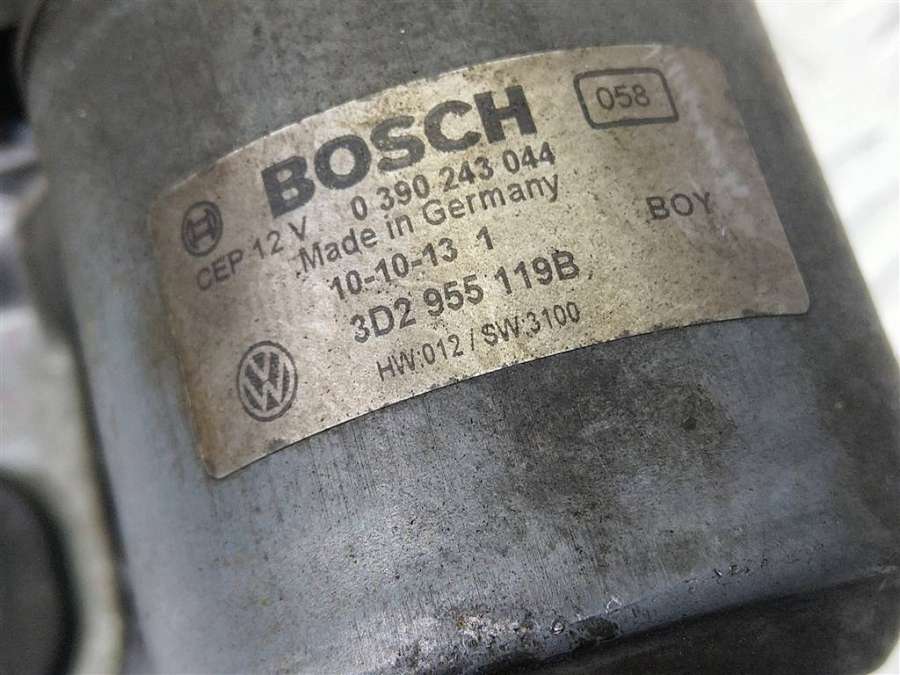 BOSCH 058
CEP 12 V 0 390 243 044
Made in Germany BOY
10-10-13 1
3D2 955 119B
HW:012 / SW:3100